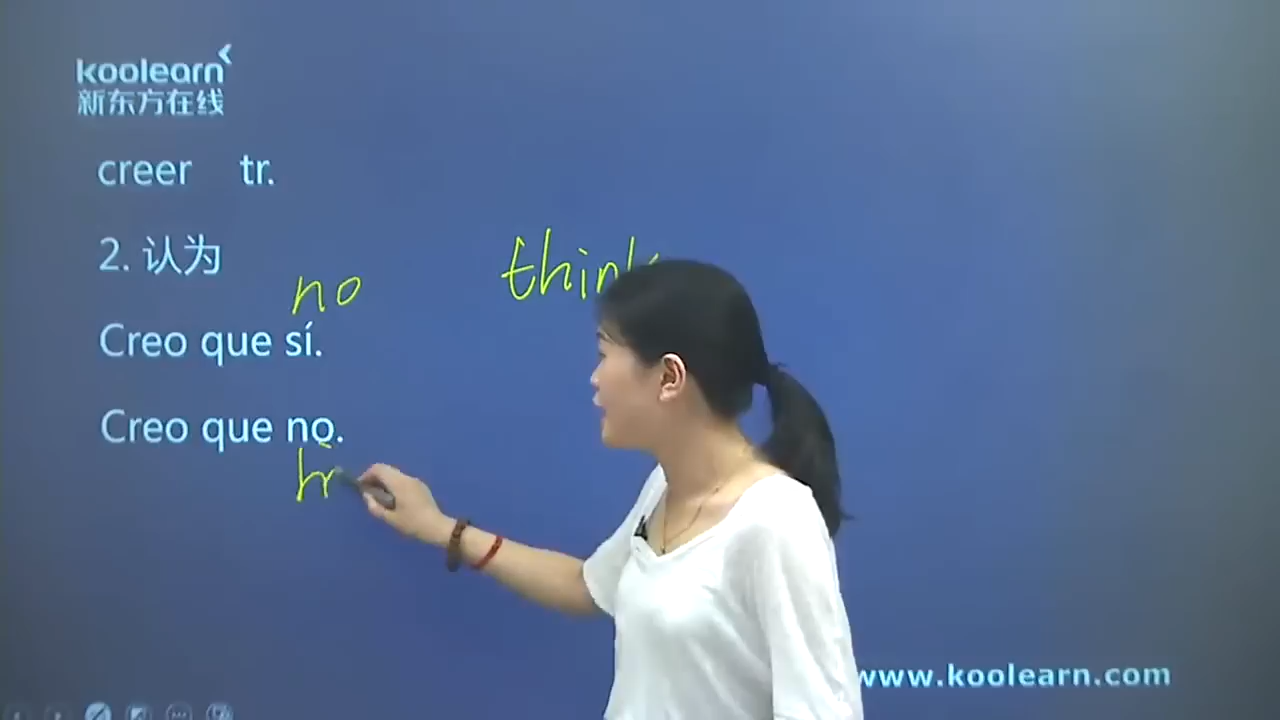 koolearn
新东方在线
creer tr.
2. 认为
no
think
Creo que sí.
Creo que no.
www.koolearn.com